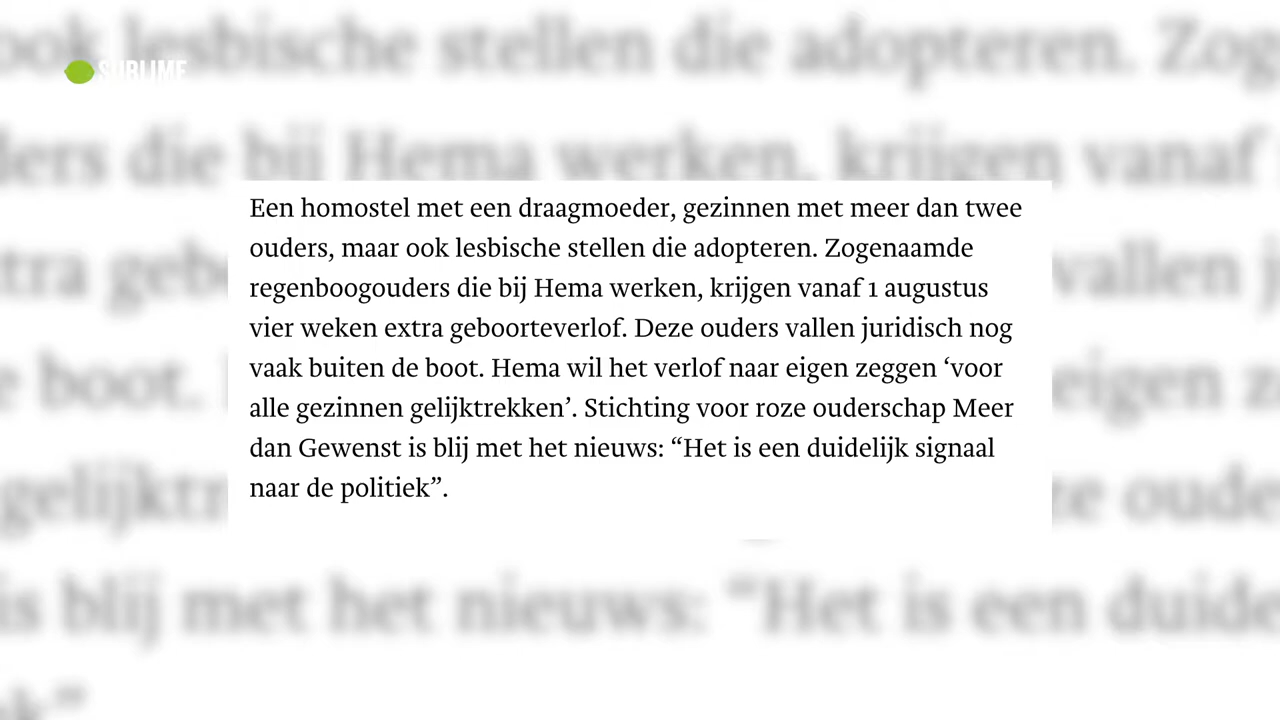 SUBLIME
Een homostel met een draagmoeder, gezinnen met meer dan twee
ouders, maar ook lesbische stellen die adopteren. Zogenaamde
regenboogouders die bij Hema werken, krijgen vanaf 1 augustus
vier weken extra geboorteverlof. Deze ouders vallen juridisch nog
vaak buiten de boot. Hema wil het verlof naar eigen zeggen ‘voor
alle gezinnen gelijktrekken’. Stichting voor roze ouderschap Meer
dan Gewenst is blij met het nieuws: “Het is een duidelijk signaal
naar de politiek”.